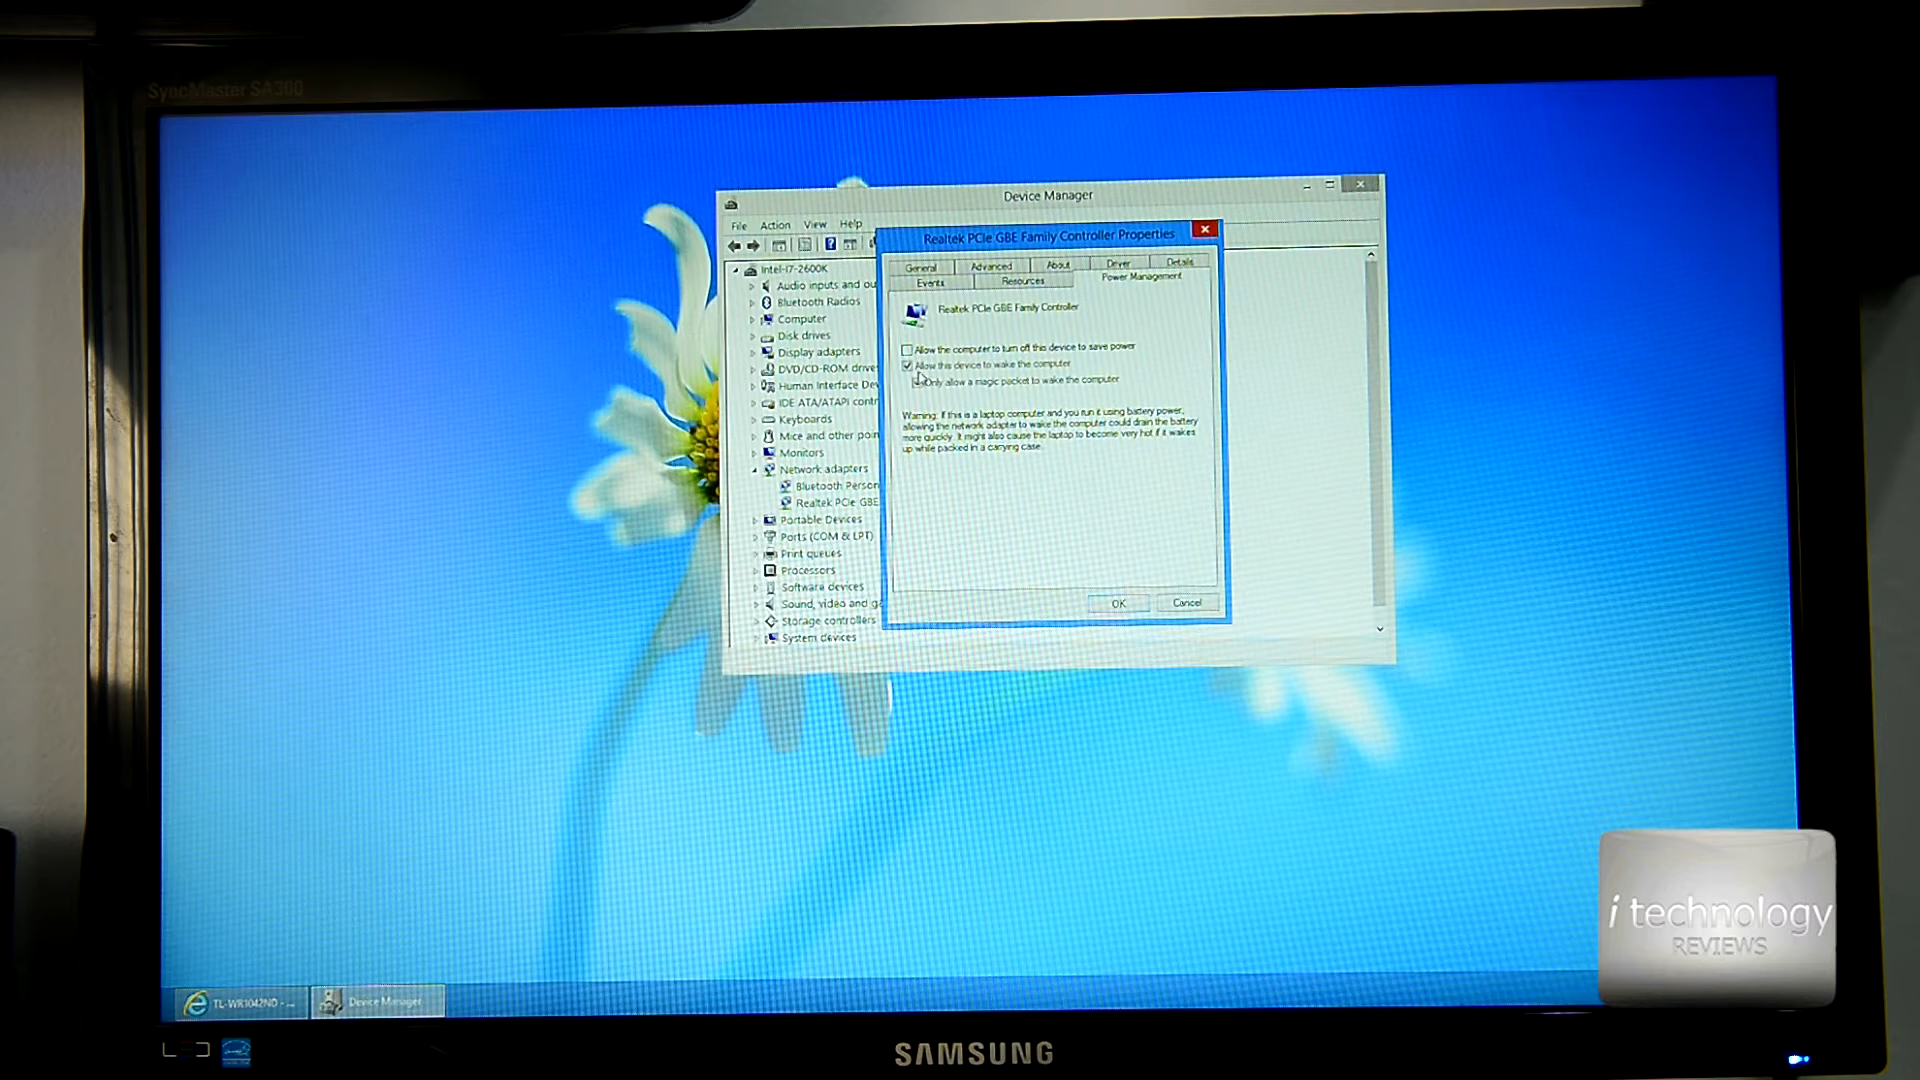 SyncMaster SA300
Device Manager
File Action View Help
Realtek PCIe GBE Family Controller Properties
General Advanced About Driver Details
Events Resources Power Management
Realtek PCIe GBE Family Controller
Allow the computer to turn off this device to save power
Allow this device to wake the computer
Only allow a magic packet to wake the computer
Warning: If this is a laptop computer and you run it using battery power,
allowing the network adapter to wake the computer could drain the battery
more quickly. It might also cause the laptop to become very hot if it wakes
up while packed in a carrying case.
OK Cancel
Intel-i7-2600K
Audio inputs and ou
Bluetooth Radios
Computer
Disk drives
Display adapters
DVD/CD-ROM drive
Human Interface Dev
IDE ATA/ATAPI contr
Keyboards
Mice and other poin
Monitors
Network adapters
Bluetooth Person
Realtek PCIe GBE
Portable Devices
Ports (COM & LPT)
Print queues
Processors
Software devices
Sound, video and ga
Storage controllers
System devices
i technology
REVIEWS
TL-WR1042ND - ...
Device Manager
SAMSUNG